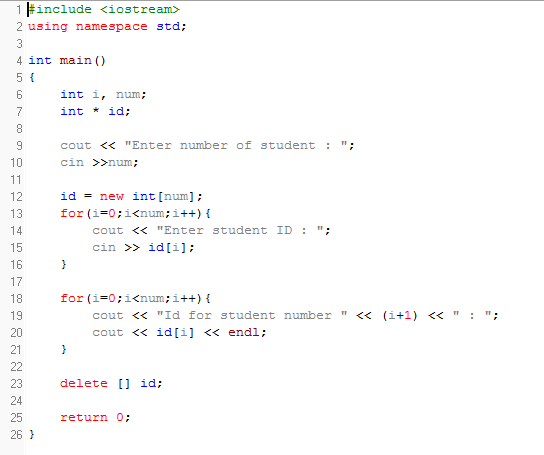 1 #include <iostream>
2 using namespace std;
3
4 int main()
5 {
6     int i, num;
7     int * id;
8
9     cout << "Enter number of student : ";
10     cin >>num;
11
12     id = new int[num];
13     for(i=0;i<num;i++){
14         cout << "Enter student ID : ";
15         cin >> id[i];
16     }
17
18     for(i=0;i<num;i++){
19         cout << "Id for student number " << (i+1) << " : ";
20         cout << id[i] << endl;
21     }
22
23     delete [] id;
24
25     return 0;
26 }